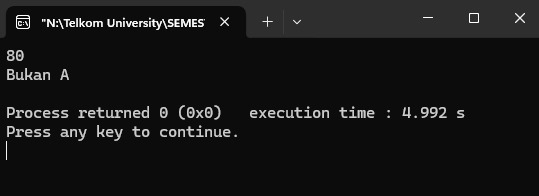 "N:\Telkom University\SEMES
80
Bukan A
Process returned 0 (0x0)   execution time : 4.992 s
Press any key to continue.